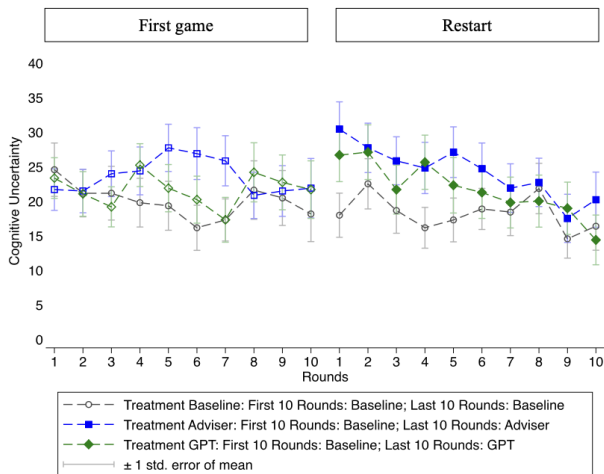 First game
Restart
Cognitive Uncertainty
40
35
30
25
20
15
10
5
0
1 2 3 4 5 6 7 8 9 10 1 2 3 4 5 6 7 8 9 10
Rounds
Treatment Baseline: First 10 Rounds: Baseline; Last 10 Rounds: Baseline
Treatment Adviser: First 10 Rounds: Baseline; Last 10 Rounds: Adviser
Treatment GPT: First 10 Rounds: Baseline; Last 10 Rounds: GPT
± 1 std. error of mean